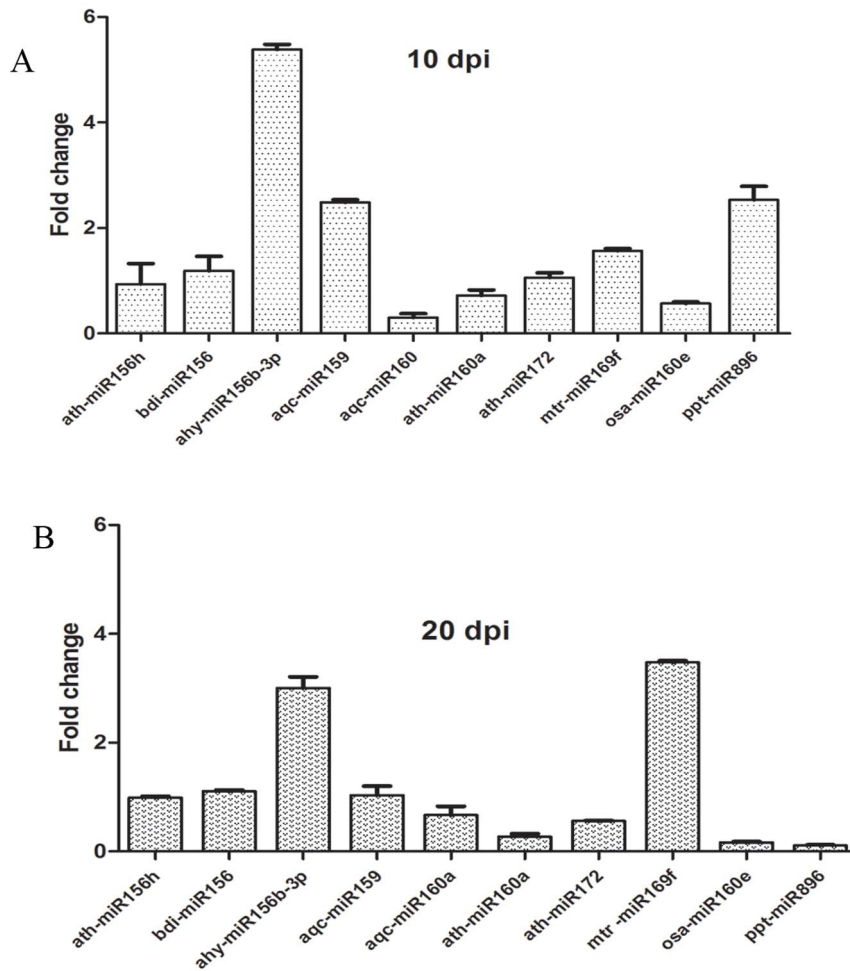 A
10 dpi
Fold change
6
4
2
0
ath-miR156h
bdi-miR156
ahy-miR156b-3p
aqc-miR159
aqc-miR160
ath-miR160a
ath-miR172
mtr-miR169f
osa-miR160e
ppt-miR896
B
20 dpi
Fold change
6
4
2
0
ath-miR156h
bdi-miR156
ahy-miR156b-3p
aqc-miR159
aqc-miR160a
ath-miR160a
ath-miR172
mtr -miR169f
osa-miR160e
ppt-miR896